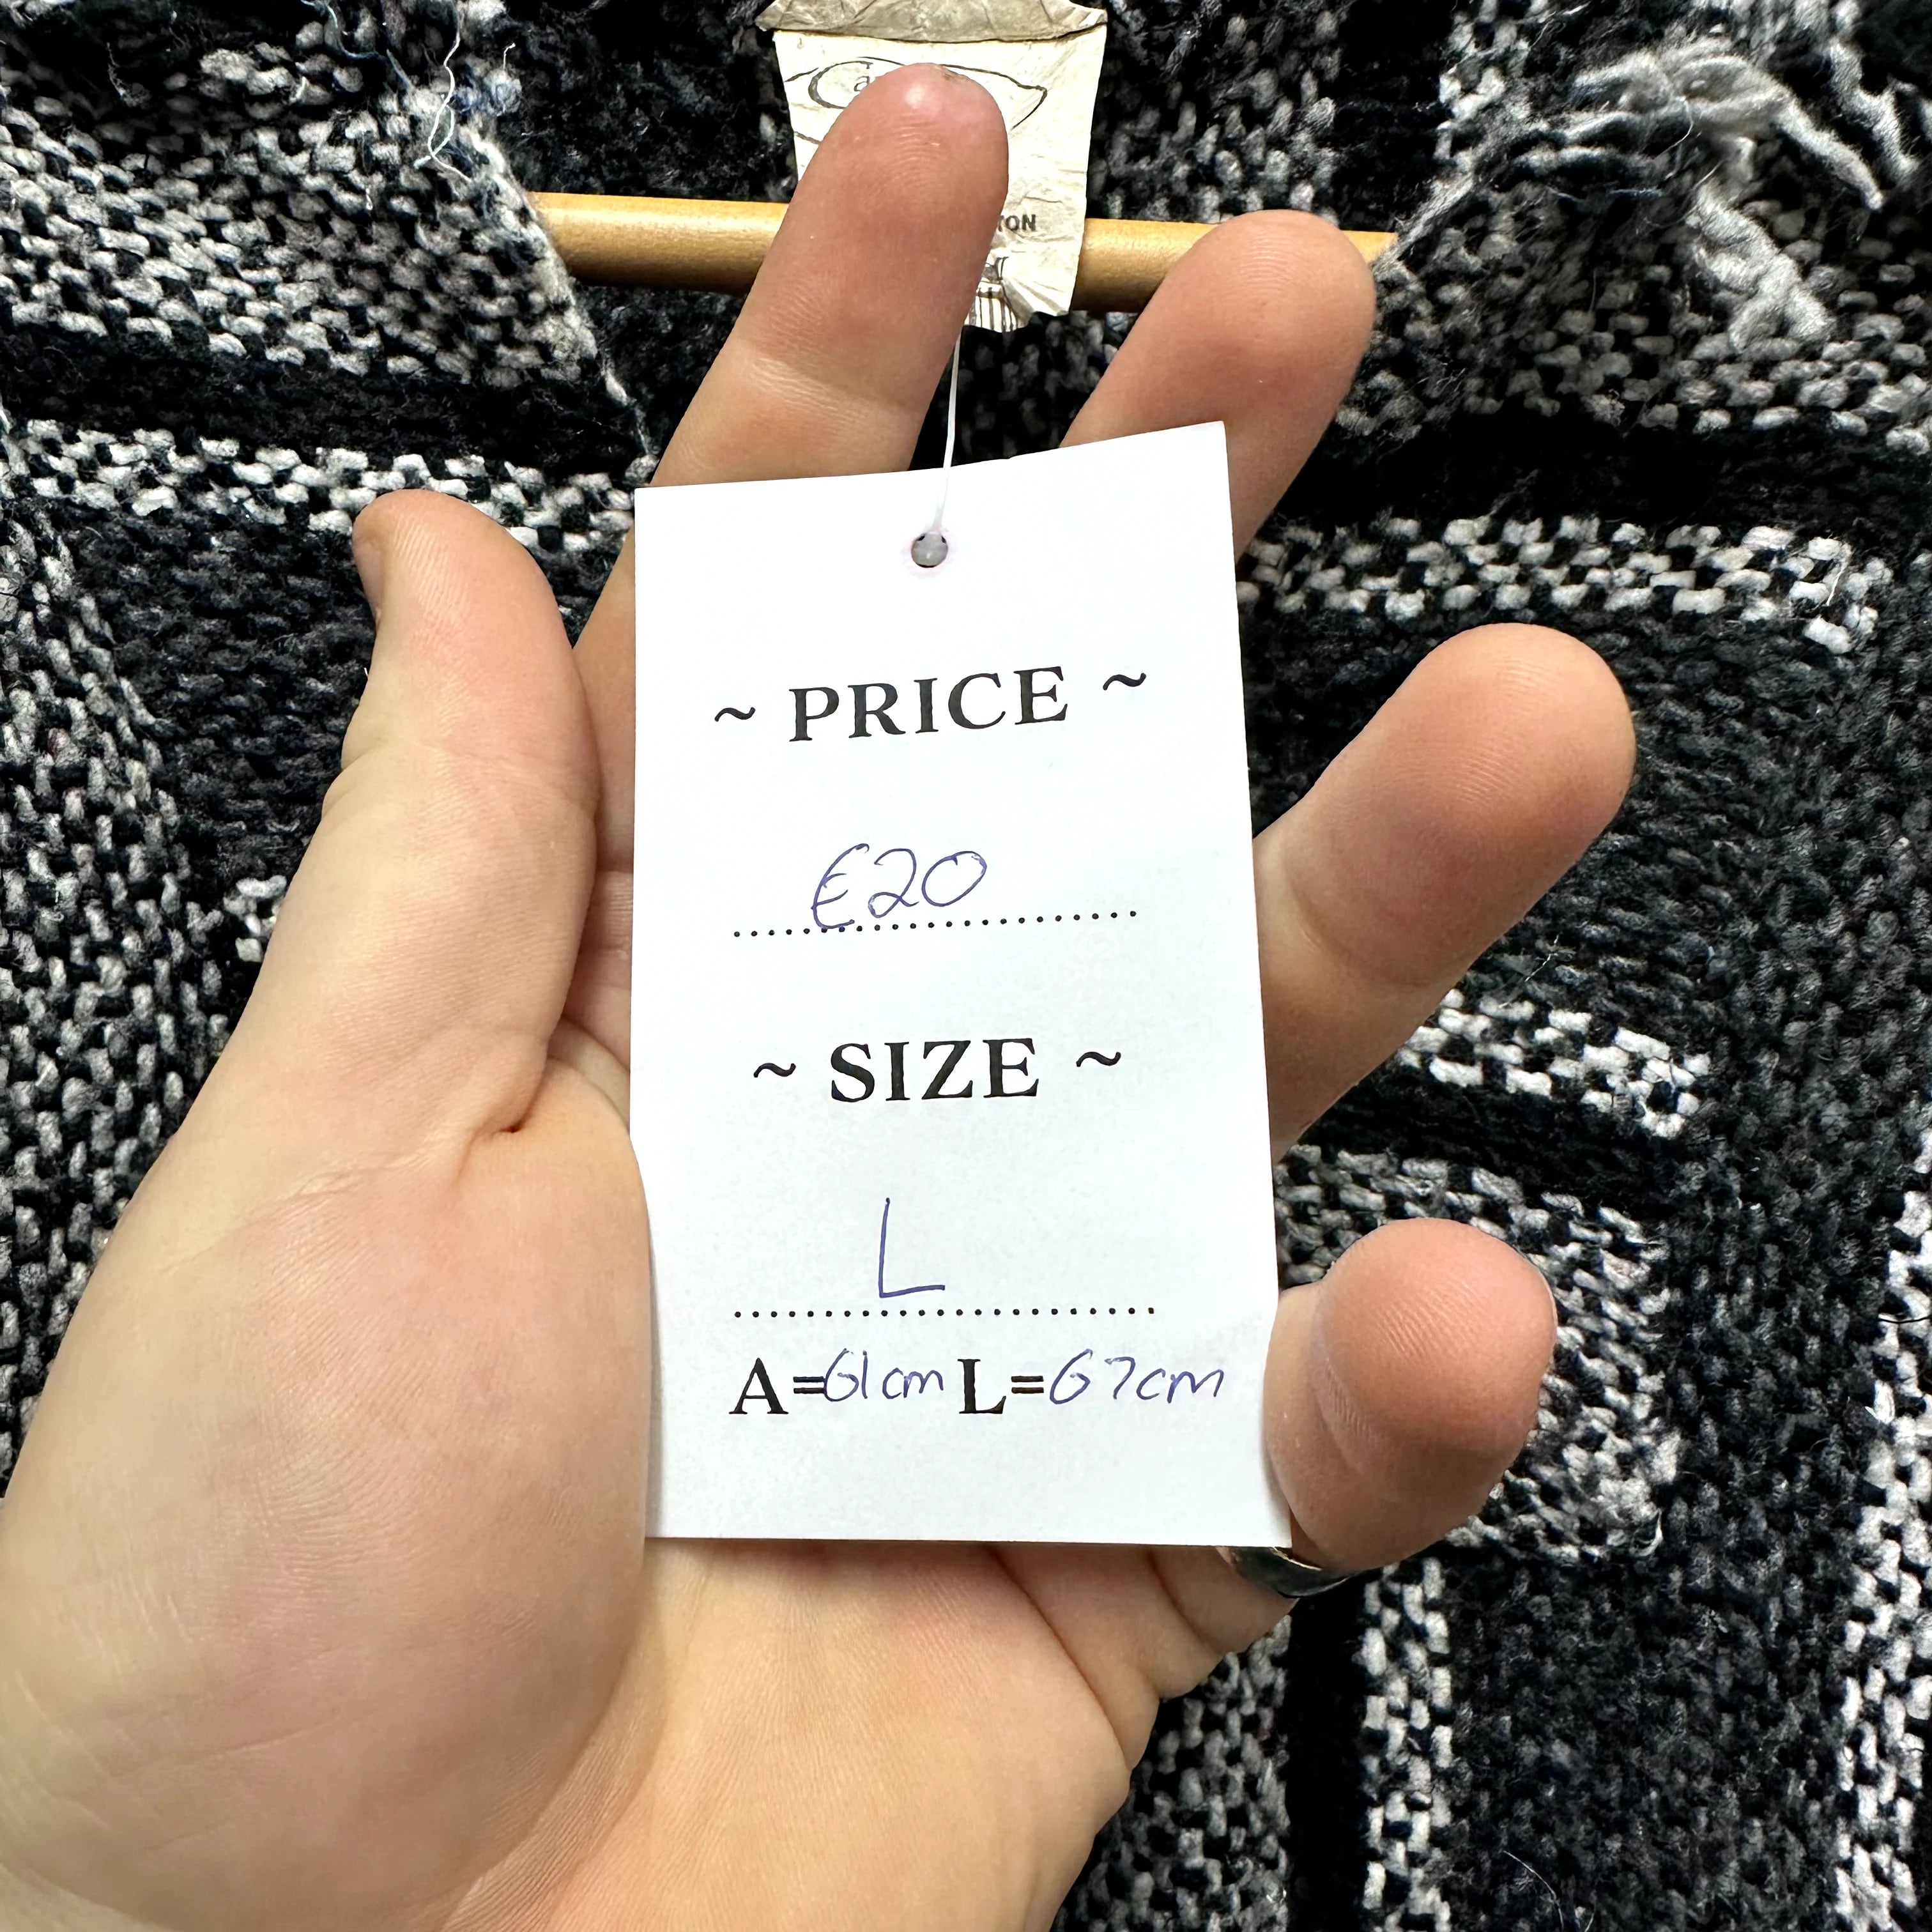 ~ PRICE ~
€20
~ SIZE ~
L
A=61cm L=67cm